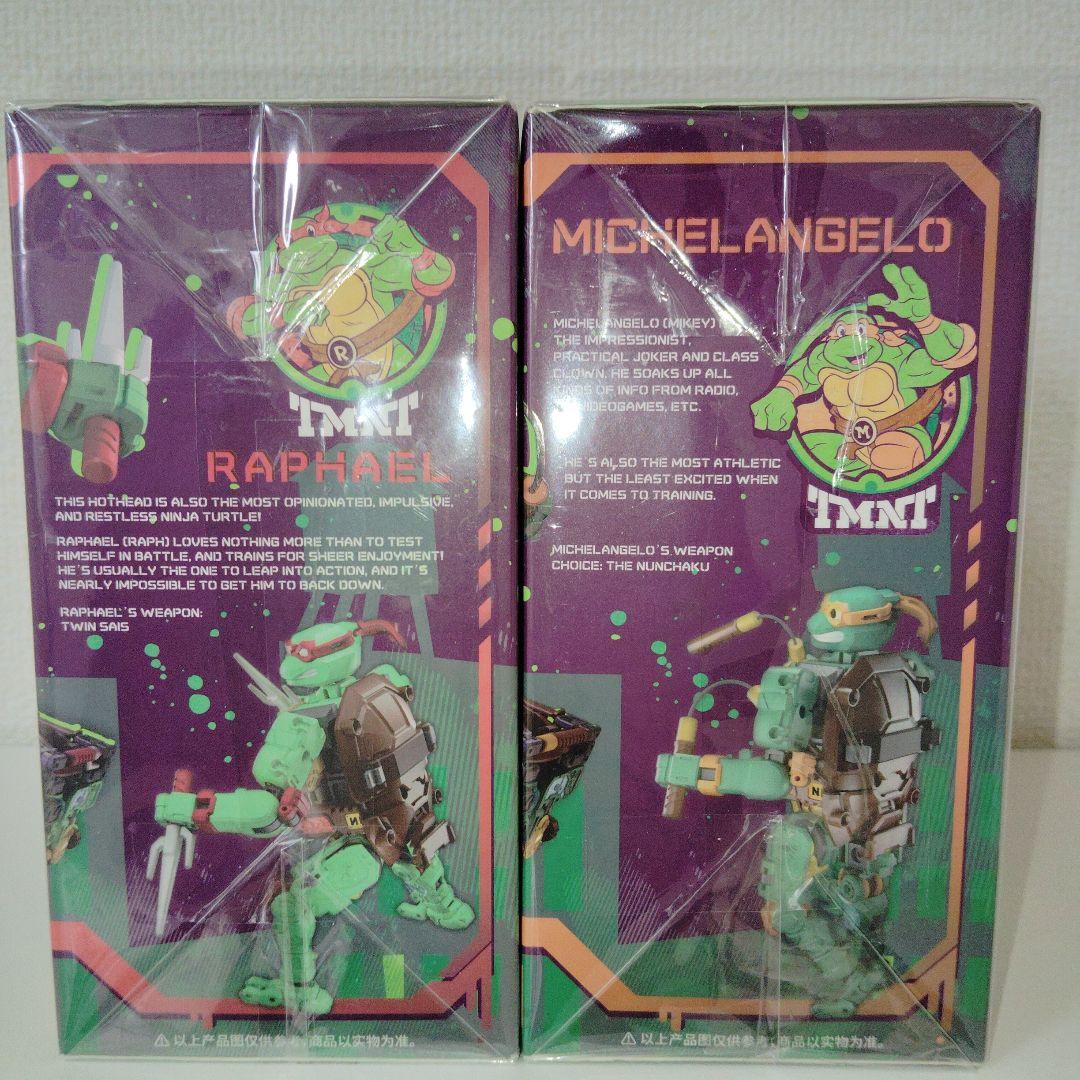 R
TMNT
RAPHAEL
THIS HOTHEAD IS ALSO THE MOST OPINIONATED, IMPULSIVE,
AND RESTLESS NINJA TURTLE!
RAPHAEL (RAPH) LOVES NOTHING MORE THAN TO TEST
HIMSELF IN BATTLE, AND TRAINS FOR SHEER ENJOYMENT!
HE'S USUALLY THE ONE TO LEAP INTO ACTION, AND IT'S
NEARLY IMPOSSIBLE TO GET HIM TO BACK DOWN.
RAPHAEL'S WEAPON:
TWIN SAIS
N
⚠以上产品图仅供参考,商品以实物为准。
MICHELANGELO
MICHELANGELO (MIKEY)
THE IMPRESSIONIST,
PRACTICAL JOKER AND CLASS
CLOWN. HE SOAKS UP ALL
KINDS OF INFO FROM RADIO,
VIDEOGAMES, ETC.
HE'S ALSO THE MOST ATHLETIC
BUT THE LEAST EXCITED WHEN
IT COMES TO TRAINING.
M
TMNT
MICHELANGELO'S WEAPON
CHOICE: THE NUNCHAKU
N
⚠以上产品图仅供参考,商品以实物为准。